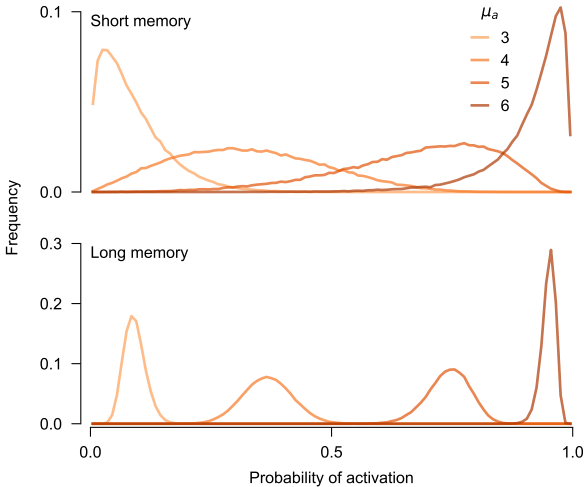 0.1
Short memory
μₐ
3
4
5
6
0.0
Frequency
0.3
Long memory
0.2
0.1
0.0
0.0
0.5
1.0
Probability of activation